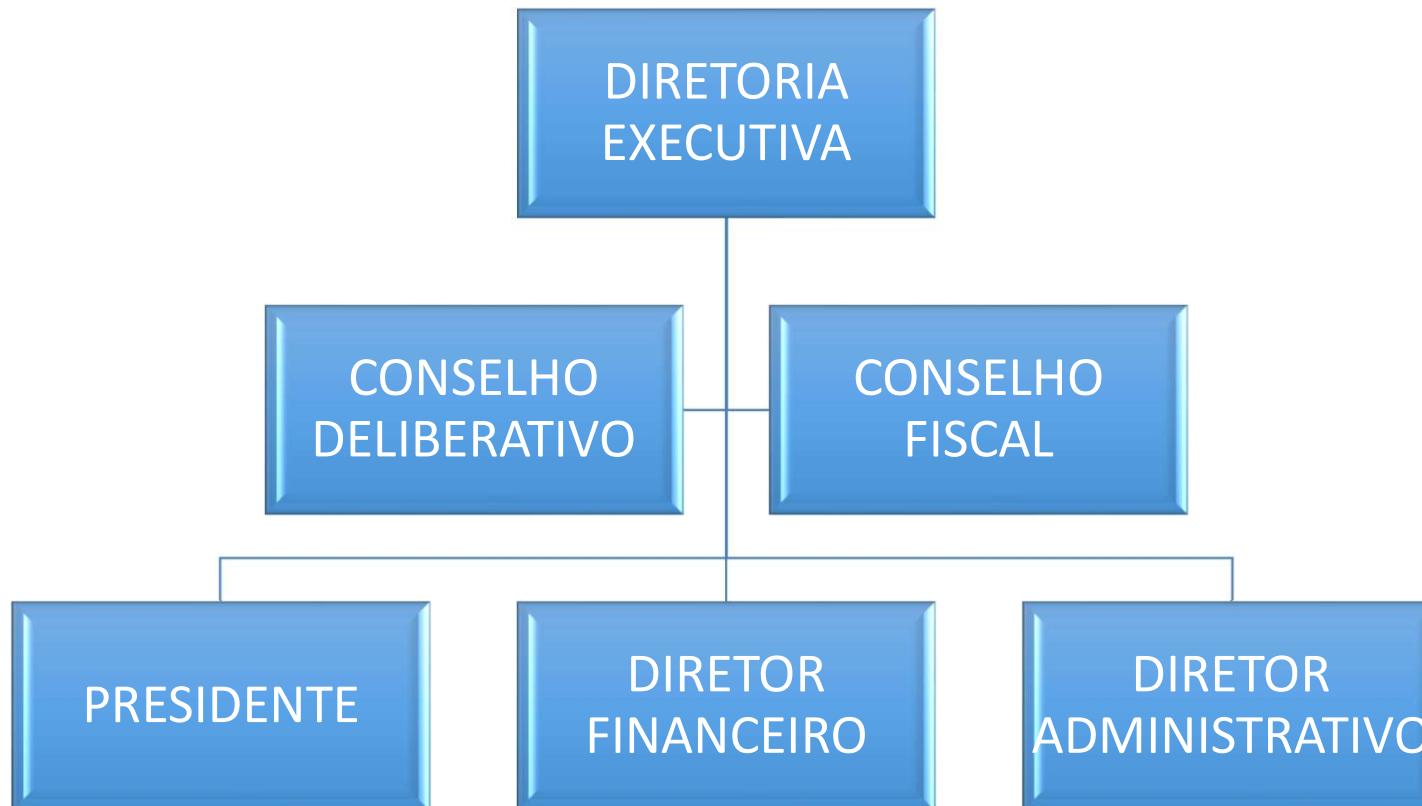 DIRETORIA
EXECUTIVA
CONSELHO
DELIBERATIVO
CONSELHO
FISCAL
PRESIDENTE
DIRETOR
FINANCEIRO
DIRETOR
ADMINISTRATIVO